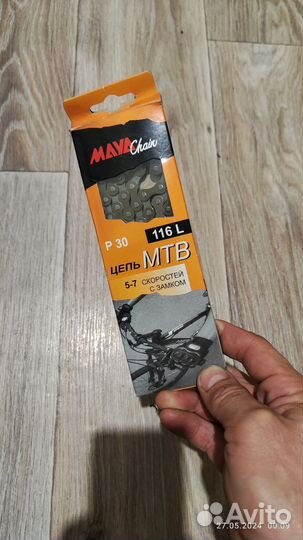 MAYA Chain
P 30
116 L
ЦЕПЬ MTB
5-7 СКОРОСТЕЙ
С ЗАМКОМ
27.05.2024 00:09
Avito